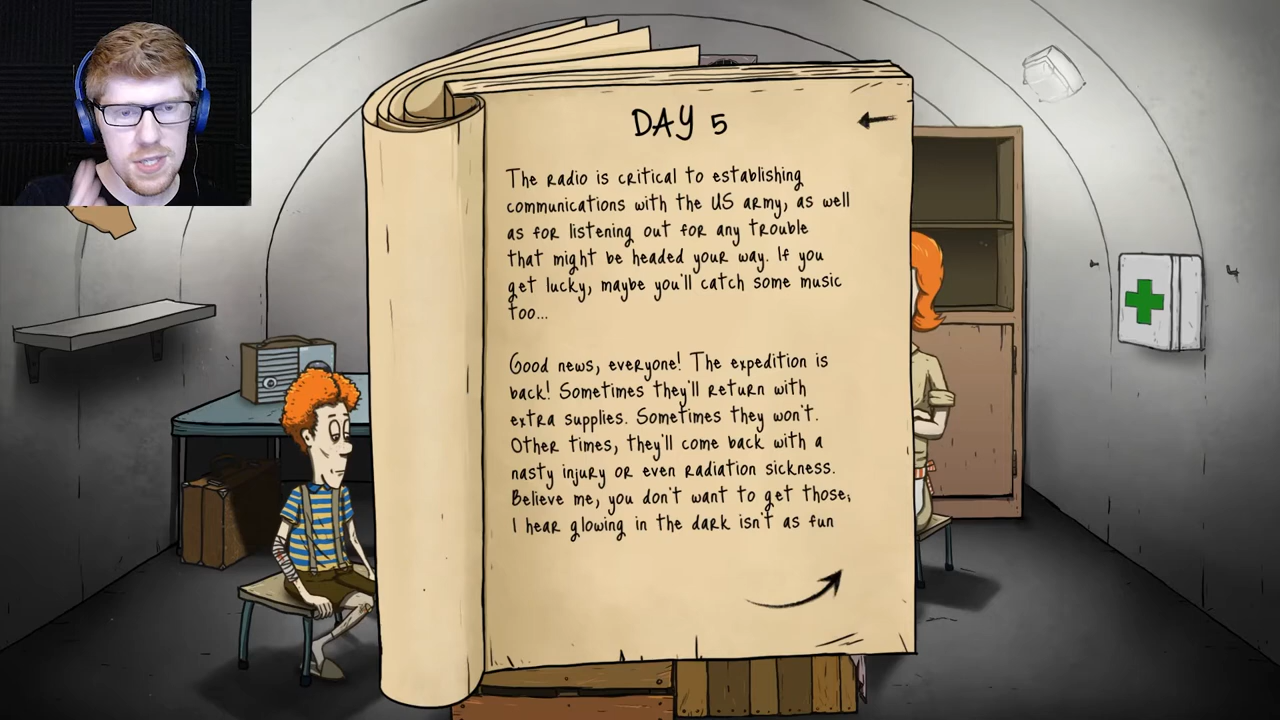 DAY 5
The radio is critical to establishing
communications with the US army, as well
as for listening out for any trouble
that might be headed your way. If you
get lucky, maybe you'll catch some music
too...
Good news, everyone! The expedition is
back! Sometimes they'll return with
extra supplies. Sometimes they won't.
Other times, they'll come back with a
nasty injury or even radiation sickness.
Believe me, you don't want to get those;
I hear glowing in the dark isn't as fun